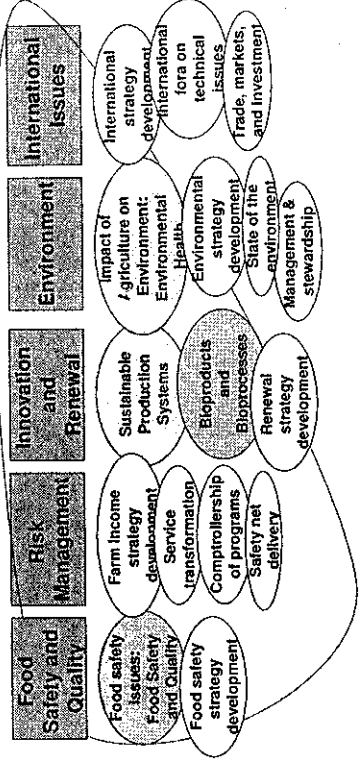 Food
Safety and
Quality
Food safety
issues:
Food Safety
and Quality
Food safety
strategy
development
Risk
Management
Farm Income
strategy
development
Service
transformation
Comptrollership
of programs
Safety net
delivery
Innovation
and
Renewal
Sustainable
Production
Systems
Bioproducts
and
Bioprocesses
Renewal
strategy
development
Environment
Impact of
Agriculture on
Environment:
Environmental
Health
Environmental
strategy
development
State of the
environment
Management &
stewardship
International
Issues
International
strategy
development
International
fora on
technical
issues
Trade, markets,
and Investment